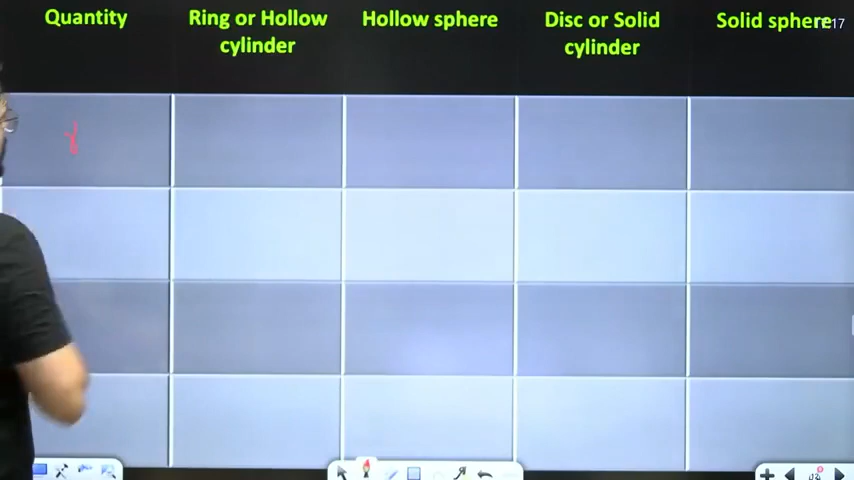 Quantity
Ring or Hollow
cylinder
Hollow sphere
Disc or Solid
cylinder
Solid sphere